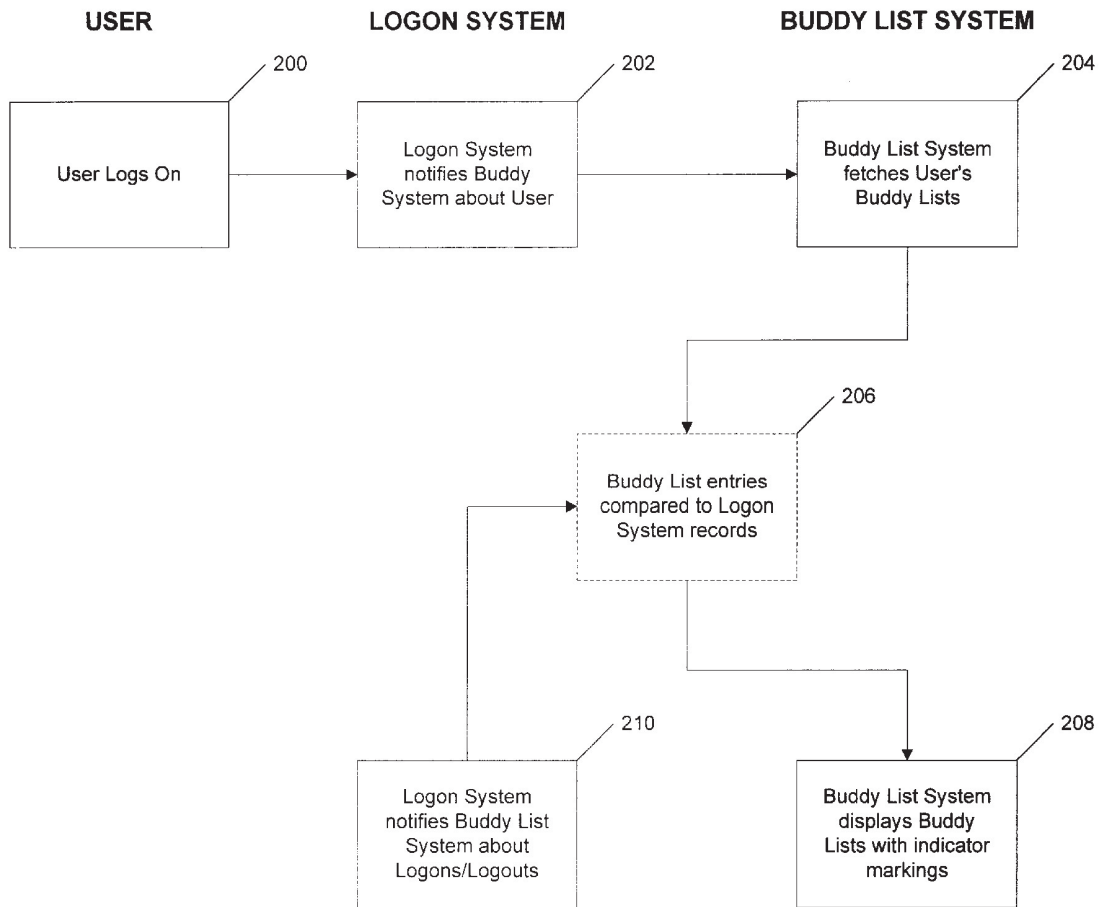 USER
LOGON SYSTEM
BUDDY LIST SYSTEM
200
202
204
User Logs On
Logon System
notifies Buddy
System about User
Buddy List System
fetches User's
Buddy Lists
206
Buddy List entries
compared to Logon
System records
210
208
Logon System
notifies Buddy List
System about
Logons/Logouts
Buddy List System
displays Buddy
Lists with indicator
markings